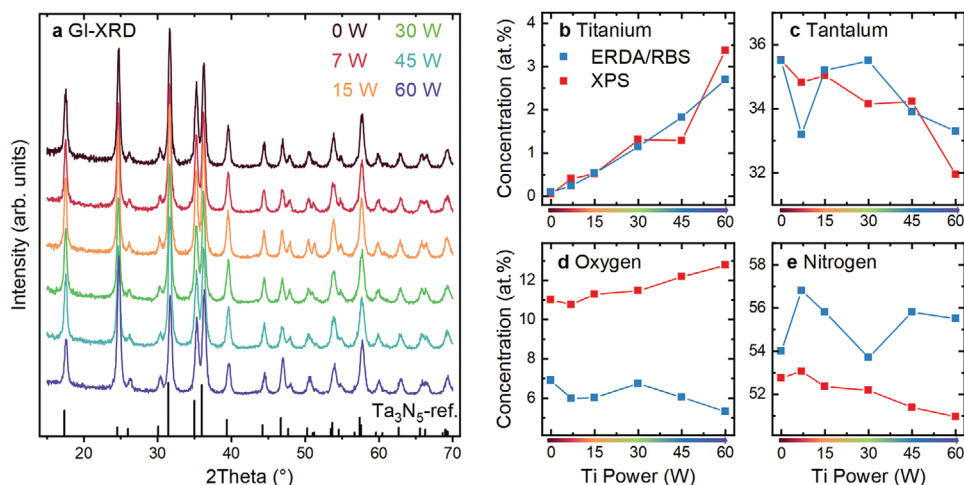 a GI-XRD
0 W 30 W
7 W 45 W
15 W 60 W
Intensity (arb. units)
Ta3N5-ref.
20 30 40 50 60 70
2Theta (°)
b Titanium
ERDA/RBS
XPS
Concentration (at.%)
4
3
2
1
0
0 15 30 45 60
c Tantalum
36
34
32
0 15 30 45 60
d Oxygen
Concentration (at.%)
12
10
8
6
0 15 30 45 60
Ti Power (W)
e Nitrogen
58
56
54
52
0 15 30 45 60
Ti Power (W)